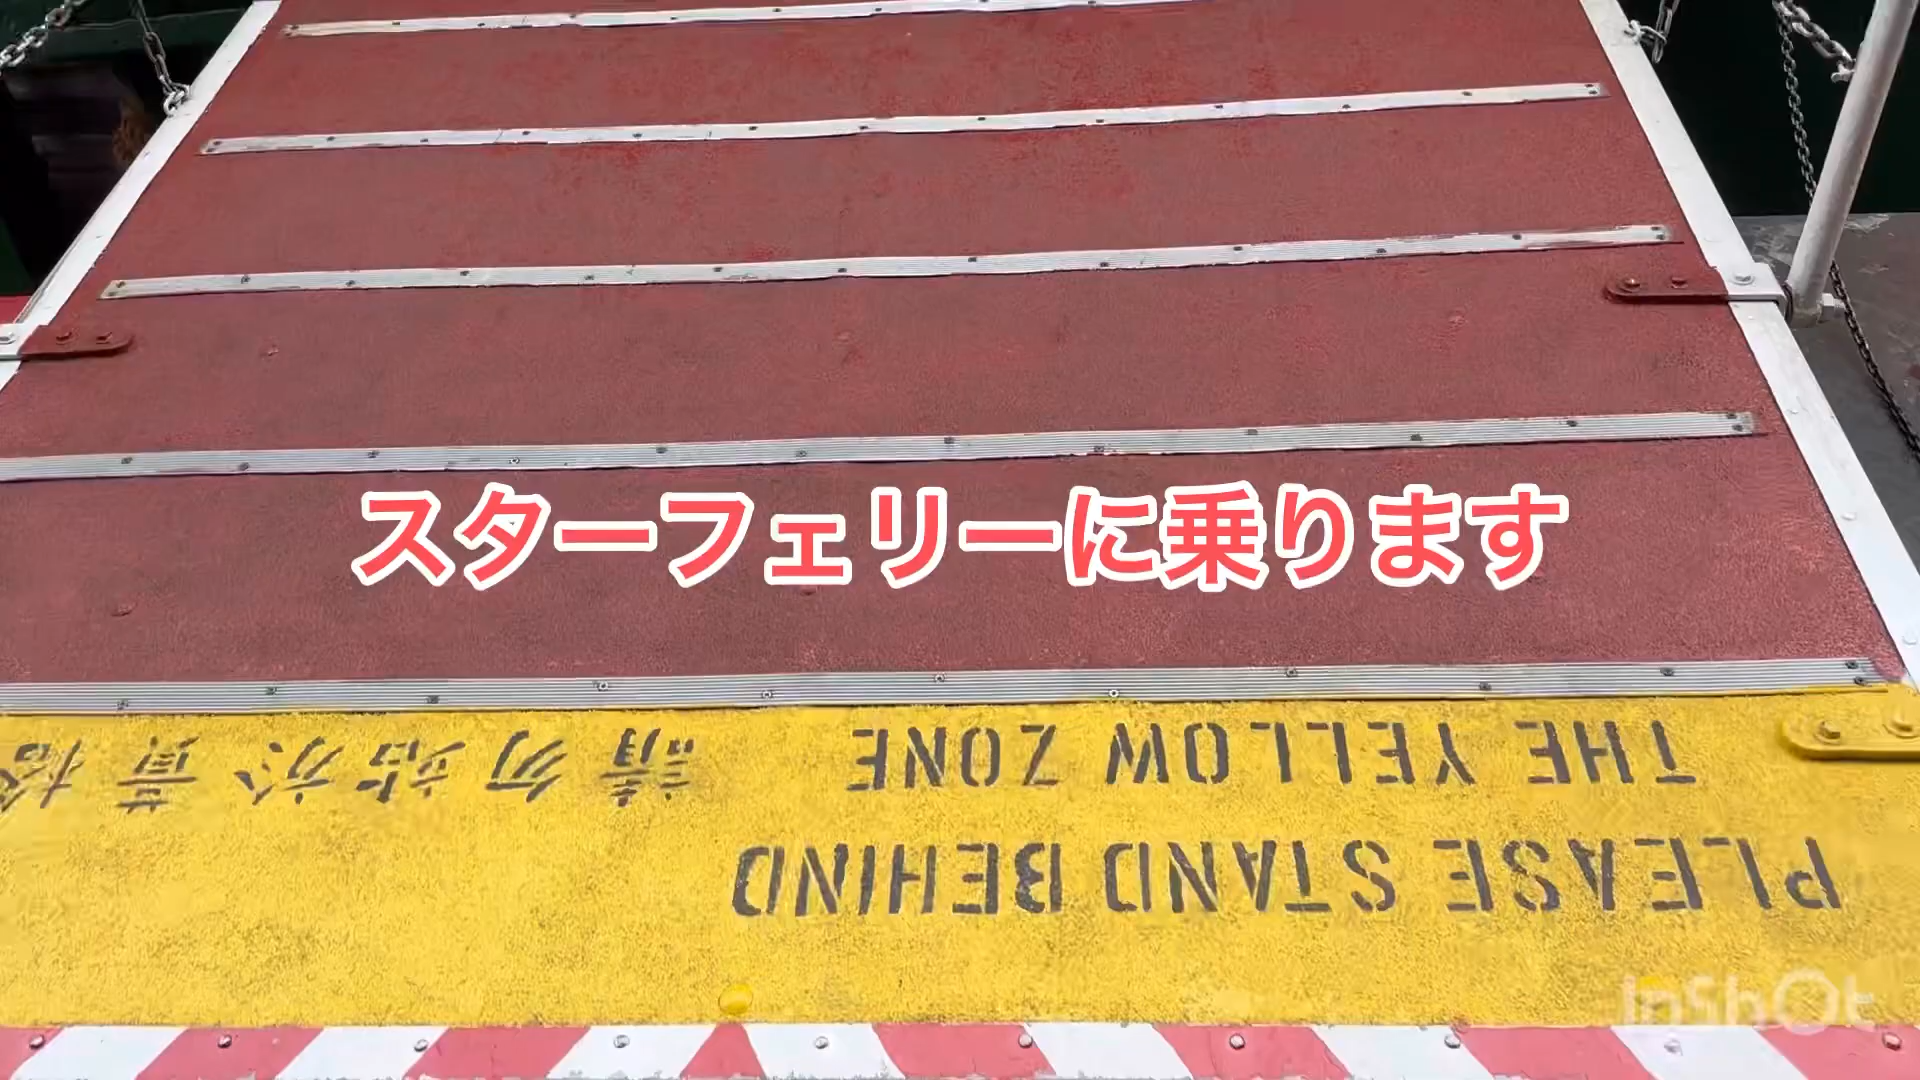 スターフェリーに乗ります
PLEASE STAND BEHIND
THE YELLOW ZONE
請勿站於黃格
InShOt